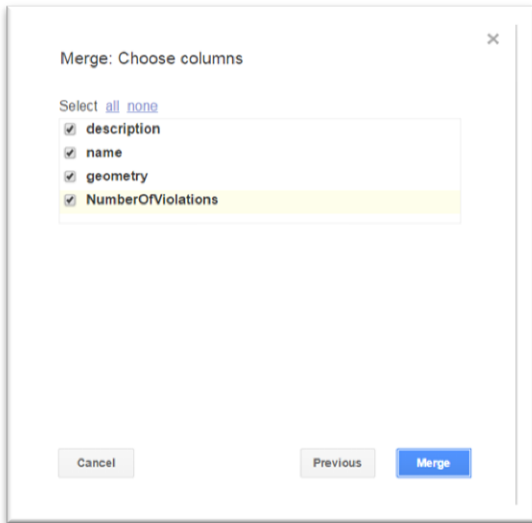 Merge: Choose columns
Select all none
description
name
geometry
NumberOfViolations
Cancel Previous Merge